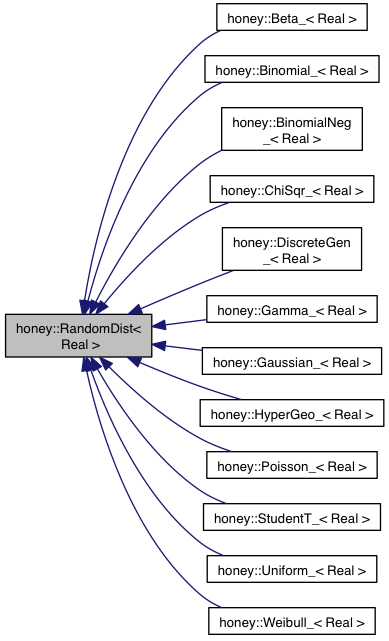 honey::Beta_< Real >
honey::Binomial_< Real >
honey::BinomialNeg
_< Real >
honey::ChiSqr_< Real >
honey::DiscreteGen
_< Real >
honey::RandomDist<
Real >
honey::Gamma_< Real >
honey::Gaussian_< Real >
honey::HyperGeo_< Real >
honey::Poisson_< Real >
honey::StudentT_< Real >
honey::Uniform_< Real >
honey::Weibull_< Real >